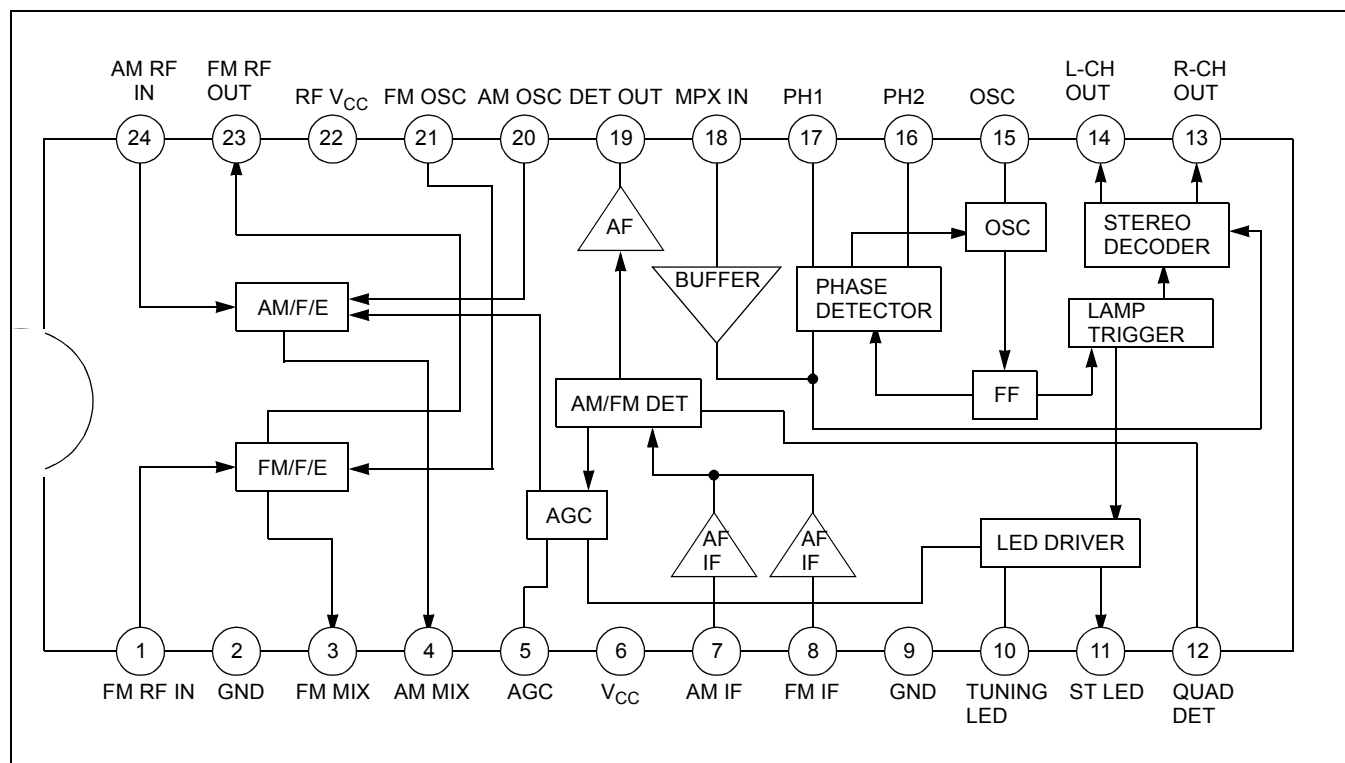 AM RF
IN
FM RF
OUT
RF VCC
FM OSC
AM OSC
DET OUT
MPX IN
PH1
PH2
OSC
L-CH
OUT
R-CH
OUT
24
23
22
21
20
19
18
17
16
15
14
13
AF
BUFFER
OSC
STEREO
DECODER
AM/F/E
PHASE
DETECTOR
LAMP
TRIGGER
AM/FM DET
FF
FM/F/E
AGC
AF
IF
AF
IF
LED DRIVER
1
2
3
4
5
6
7
8
9
10
11
12
FM RF IN
GND
FM MIX
AM MIX
AGC
VCC
AM IF
FM IF
GND
TUNING
LED
ST LED
QUAD
DET